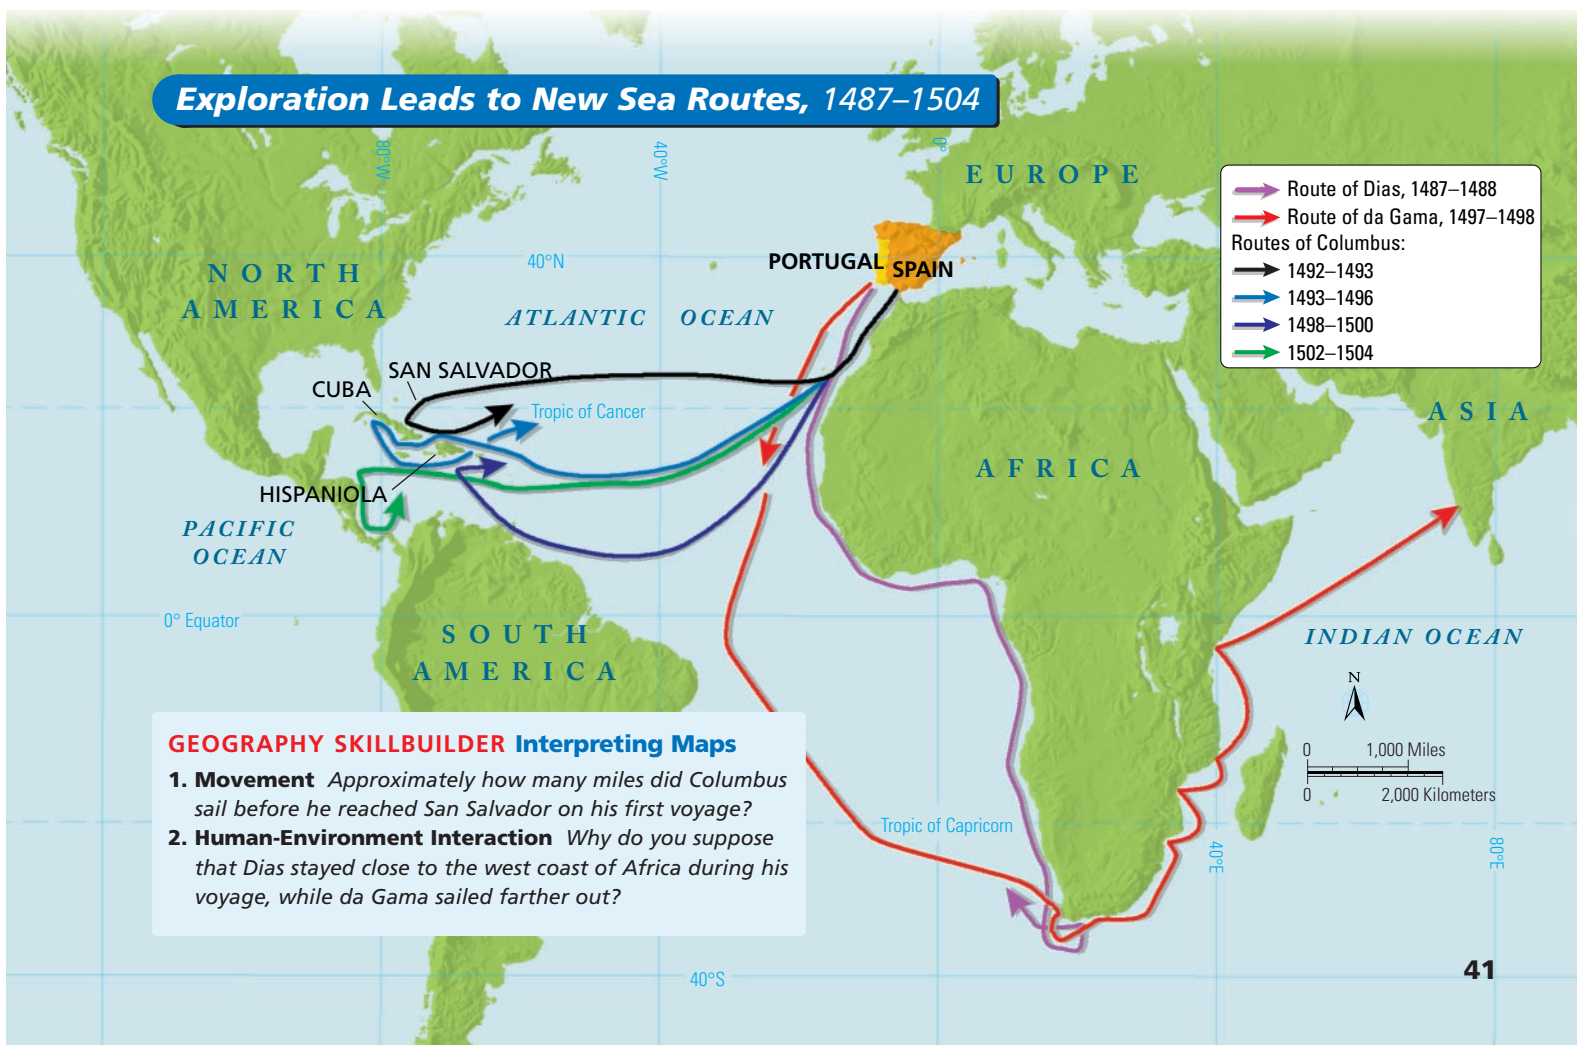 Exploration Leads to New Sea Routes, 1487–1504
80°W
40°W
0°
EUROPE
Route of Dias, 1487–1488
Route of da Gama, 1497–1498
Routes of Columbus:
1492–1493
1493–1496
1498–1500
1502–1504
NORTH
AMERICA
40°N
PORTUGAL
SPAIN
ATLANTIC OCEAN
SAN SALVADOR
CUBA
Tropic of Cancer
ASIA
AFRICA
HISPANIOLA
PACIFIC
OCEAN
0° Equator
SOUTH
AMERICA
INDIAN OCEAN
N
0 1,000 Miles
0 2,000 Kilometers
GEOGRAPHY SKILLBUILDER Interpreting Maps
1. Movement Approximately how many miles did Columbus
sail before he reached San Salvador on his first voyage?
2. Human-Environment Interaction Why do you suppose
that Dias stayed close to the west coast of Africa during his
voyage, while da Gama sailed farther out?
Tropic of Capricorn
40°E
80°E
40°S
41